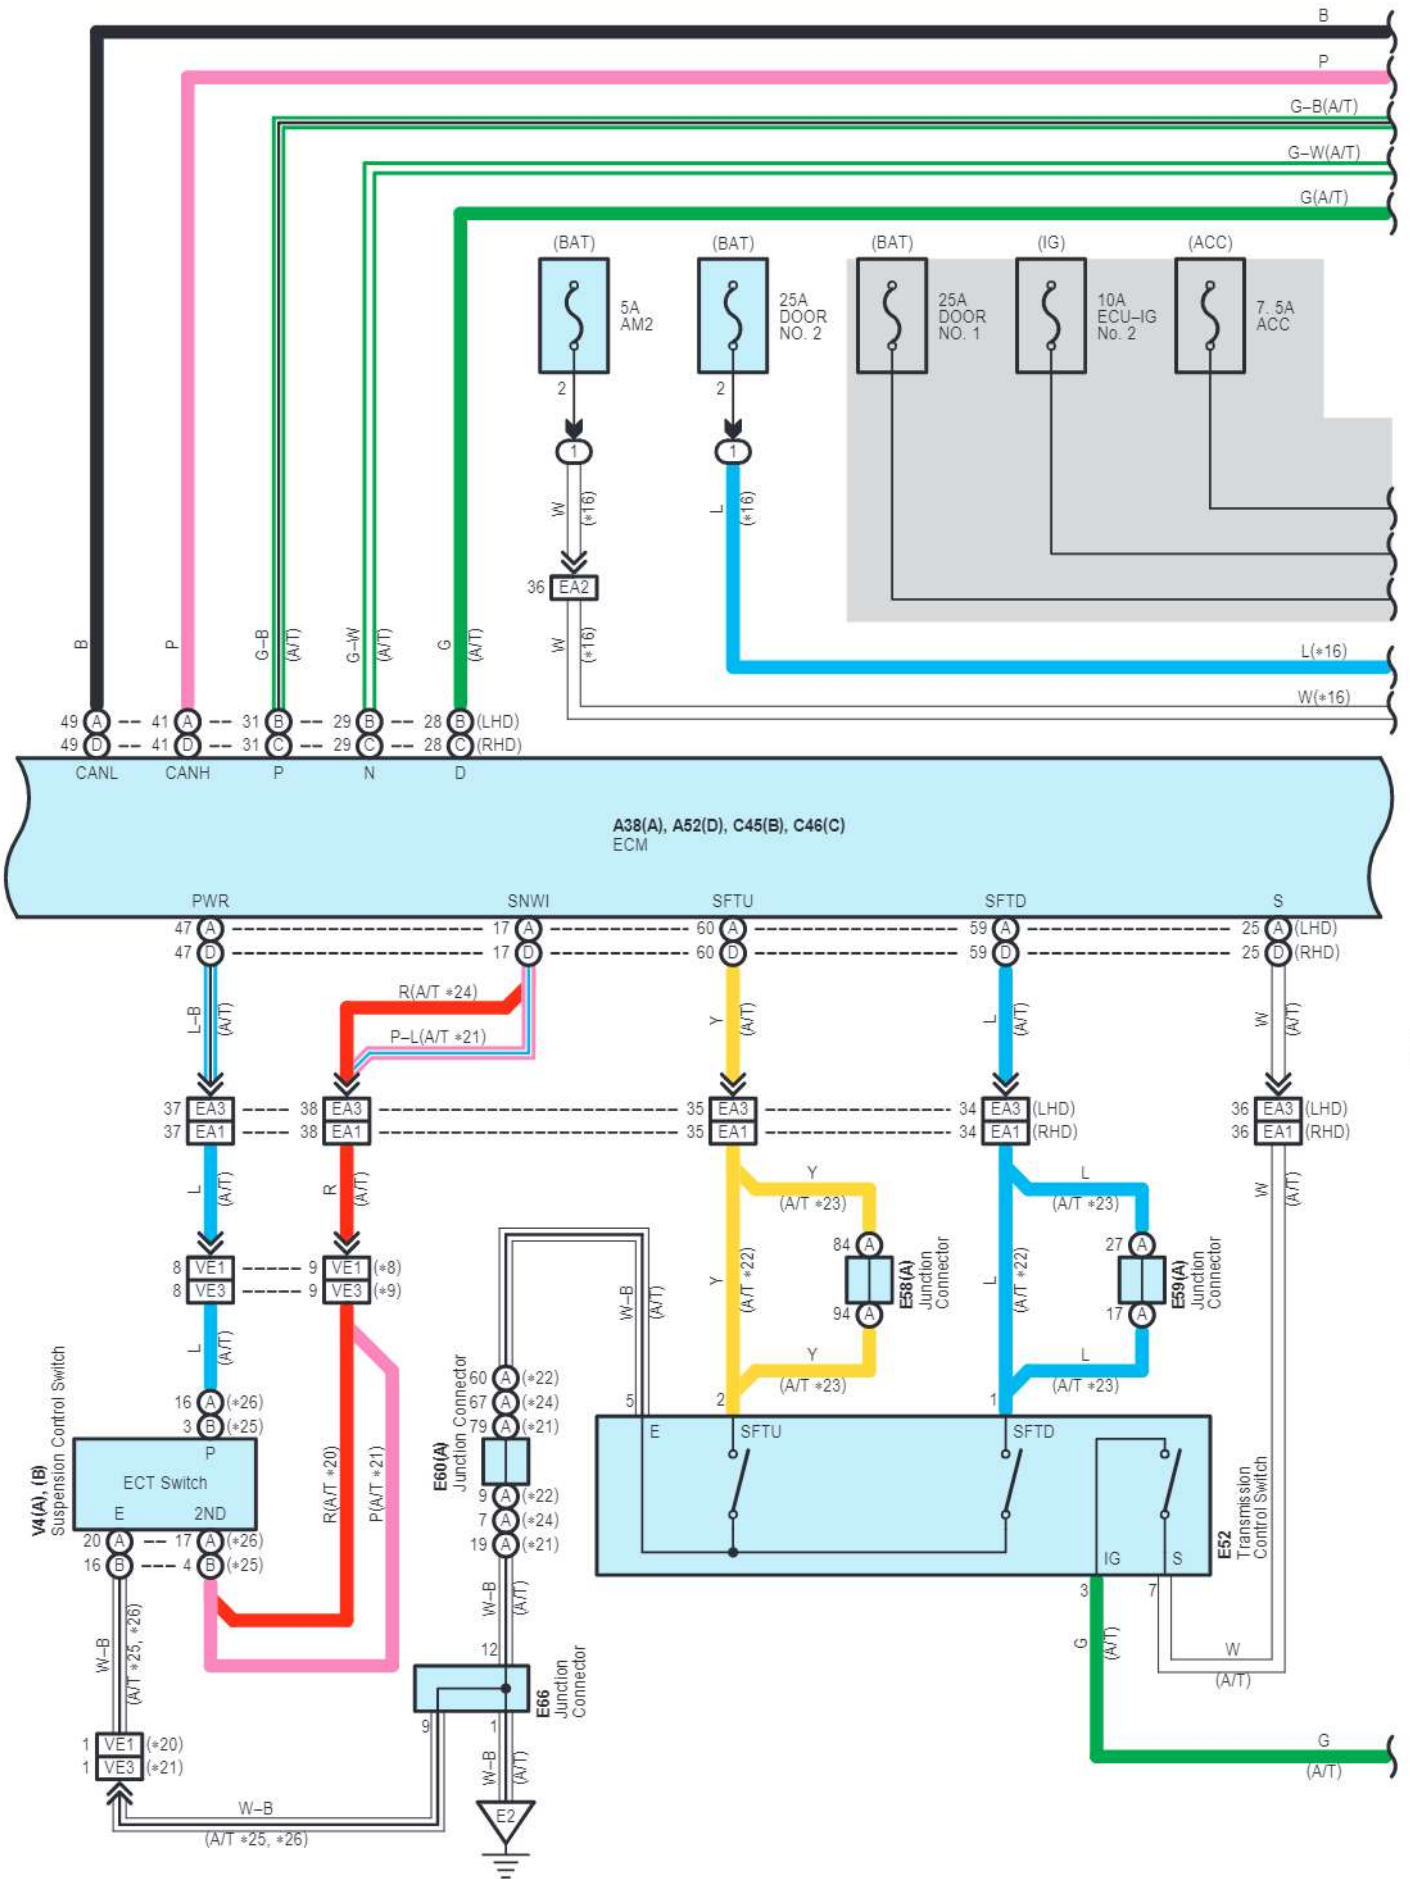 B
P
G–B(A/T)
G–W(A/T)
G(A/T)
(BAT)
(BAT)
(BAT)
(IG)
(ACC)
5A
AM2
25A
DOOR
NO. 2
25A
DOOR
NO. 1
10A
ECU–IG
No. 2
7. 5A
ACC
2
2
1
1
W
(∗16)
L
(∗16)
36 EA2
W
(∗16)
L(∗16)
W(∗16)
B
P
G–B
(A/T)
G–W
(A/T)
G
(A/T)
49 A 41 A 31 B 29 B 28 B (LHD)
49 D 41 D 31 C 29 C 28 C (RHD)
CANL CANH P N D
A38(A), A52(D), C45(B), C46(C)
ECM
PWR SNWI SFTU SFTD S
47 A 17 A 60 A 59 A 25 A (LHD)
47 D 17 D 60 D 59 D 25 D (RHD)
L–B
(A/T)
R(A/T ∗24)
P–L(A/T ∗21)
Y
(A/T)
L
(A/T)
W
(A/T)
37 EA3 38 EA3 35 EA3 34 EA3 (LHD) 36 EA3 (LHD)
37 EA1 38 EA1 35 EA1 34 EA1 (RHD) 36 EA1 (RHD)
L
(A/T)
R
(A/T)
Y
(A/T ∗23)
L
(A/T ∗23)
W
(A/T)
8 VE1 9 VE1 (∗8)
8 VE3 9 VE3 (∗9)
W–B
(A/T)
Y
(A/T ∗22)
84 A
94 A
E58(A)
Junction
Connector
L
(A/T ∗22)
27 A
17 A
E59(A)
Junction
Connector
L
(A/T)
Y
(A/T ∗23)
L
(A/T ∗23)
16 A (∗26)
3 B (∗25)
V4(A), (B)
Suspension Control Switch
P
ECT Switch
E 2ND
20 A 17 A (∗26)
16 B 4 B (∗25)
R(A/T ∗20)
P(A/T ∗21)
60 A (∗22)
67 A (∗24)
79 A (∗21)
E60(A)
Junction Connector
9 A (∗22)
7 A (∗24)
19 A (∗21)
5 2 1
E SFTU SFTD
IG S
E52
Transmission
Control Switch
3 7
W–B
(A/T ∗25, ∗26)
W–B
(A/T)
12
E66
Junction
Connector
9 1
G
(A/T)
W
(A/T)
1 VE1 (∗20)
1 VE3 (∗21)
W–B
(A/T)
G
(A/T)
W–B
(A/T ∗25, ∗26)
E2